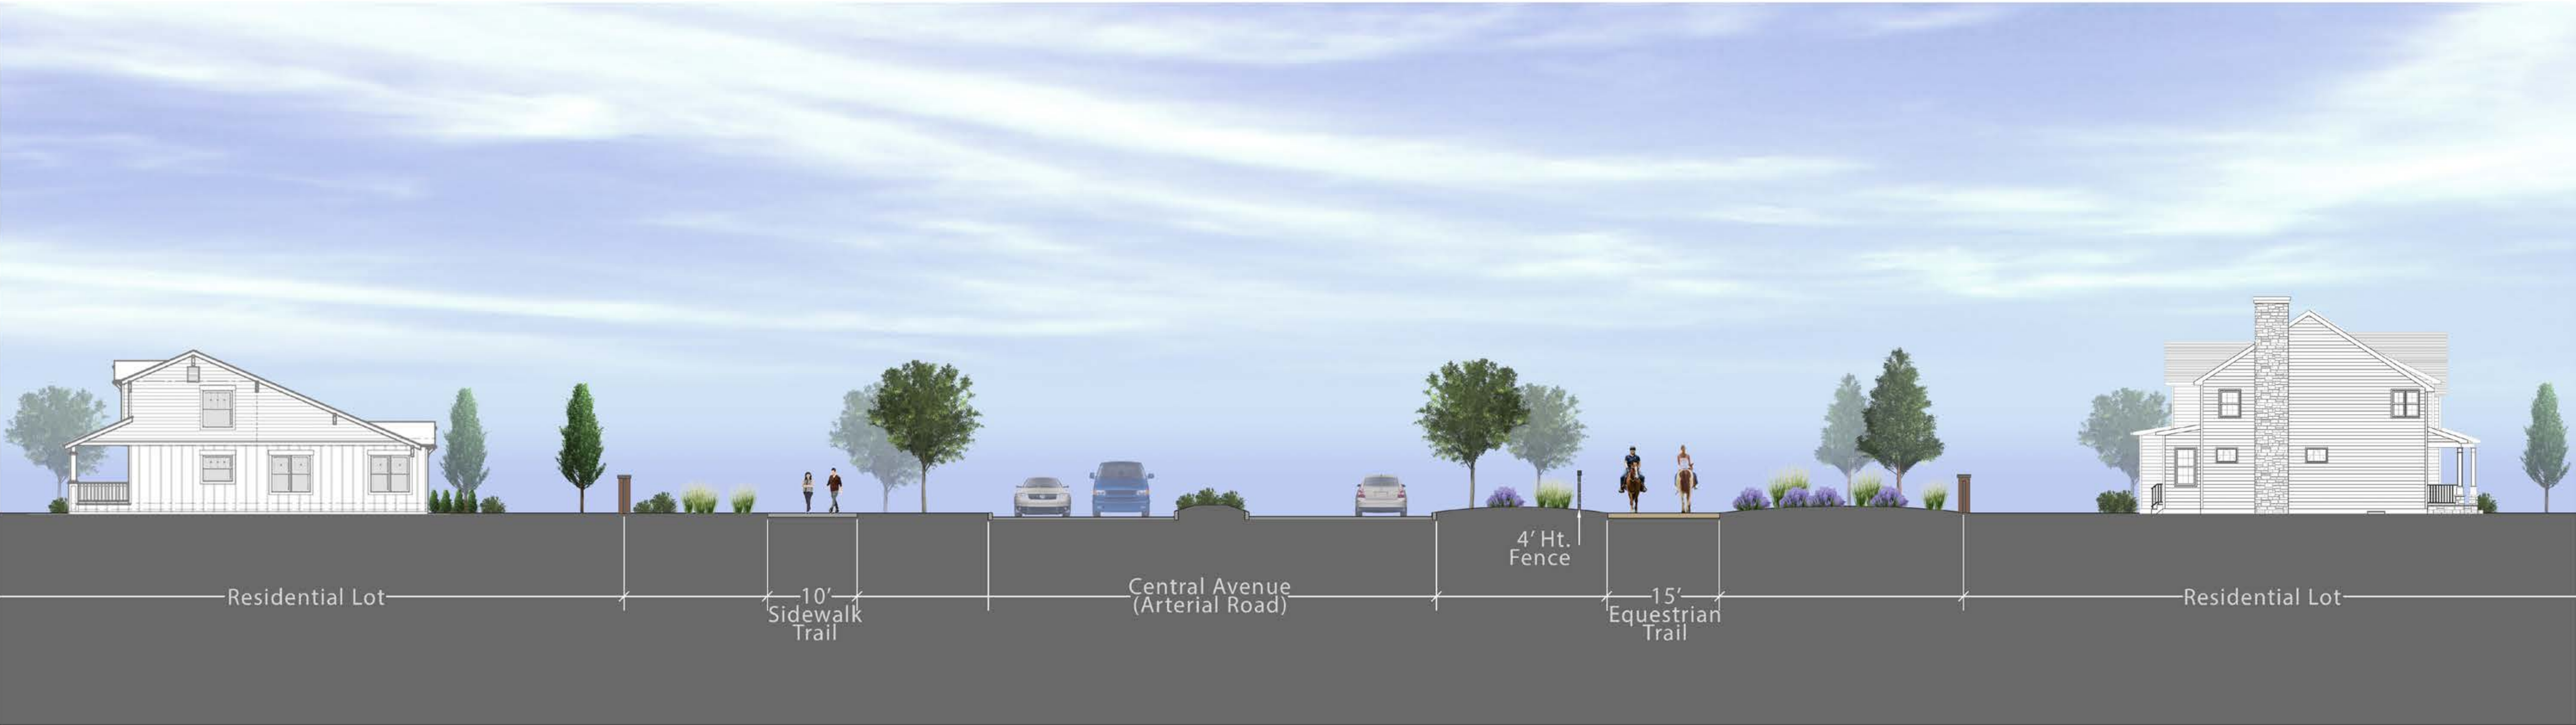 Residential Lot
10'
Sidewalk
Trail
Central Avenue
(Arterial Road)
4' Ht.
Fence
15'
Equestrian
Trail
Residential Lot